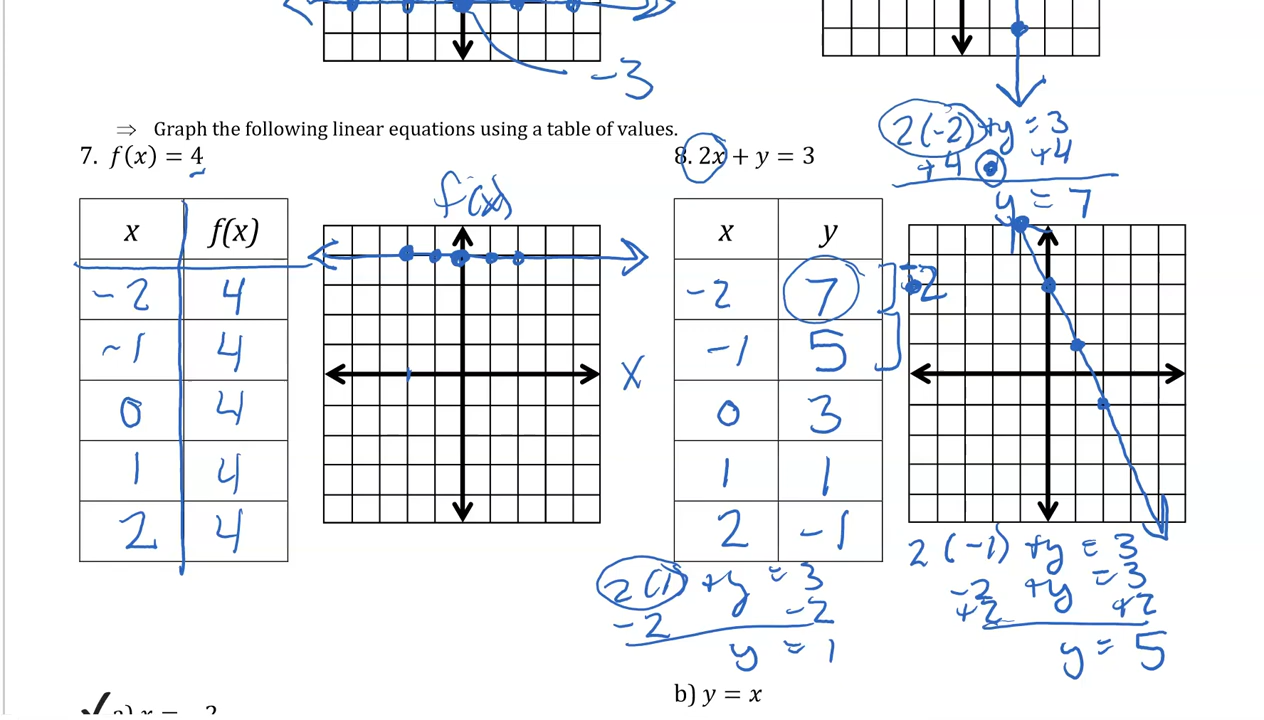 -3
⇒ Graph the following linear equations using a table of values.
7. f(x) = 4
f(x)
x f(x)
-2 4
-1 4
0 4
1 4
2 4
X
8. 2x + y = 3
2(-2) + y = 3
+4 +4
y = 7
x y
-2 7
-1 5
0 3
1 1
2 -1
2(1) + y = 3
-2 -2
y = 1
2(-1) + y = 3
-2 + y = 3
+2 +2
y = 5
b) y = x